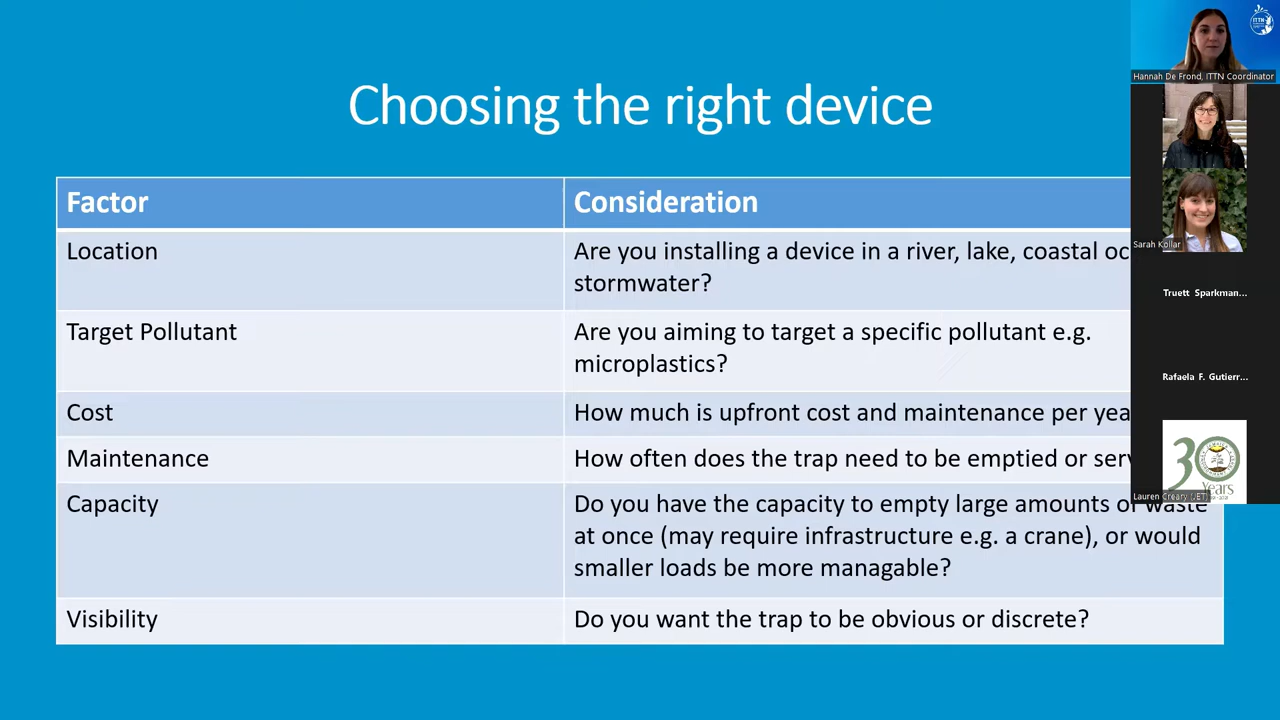 Choosing the right device
Factor
Consideration
Location
Are you installing a device in a river, lake, coastal oc
stormwater?
Target Pollutant
Are you aiming to target a specific pollutant e.g.
microplastics?
Cost
How much is upfront cost and maintenance per yea
Maintenance
How often does the trap need to be emptied or serv
Capacity
Do you have the capacity to empty large amounts of waste
at once (may require infrastructure e.g. a crane), or would
smaller loads be more managable?
Visibility
Do you want the trap to be obvious or discrete?
ITTN
Hannah De Frond, ITTN Coordinator
Sarah Kollar
Truett Sparkman...
Rafaela F. Gutierr...
30
Years
Lauren Creary (JET)